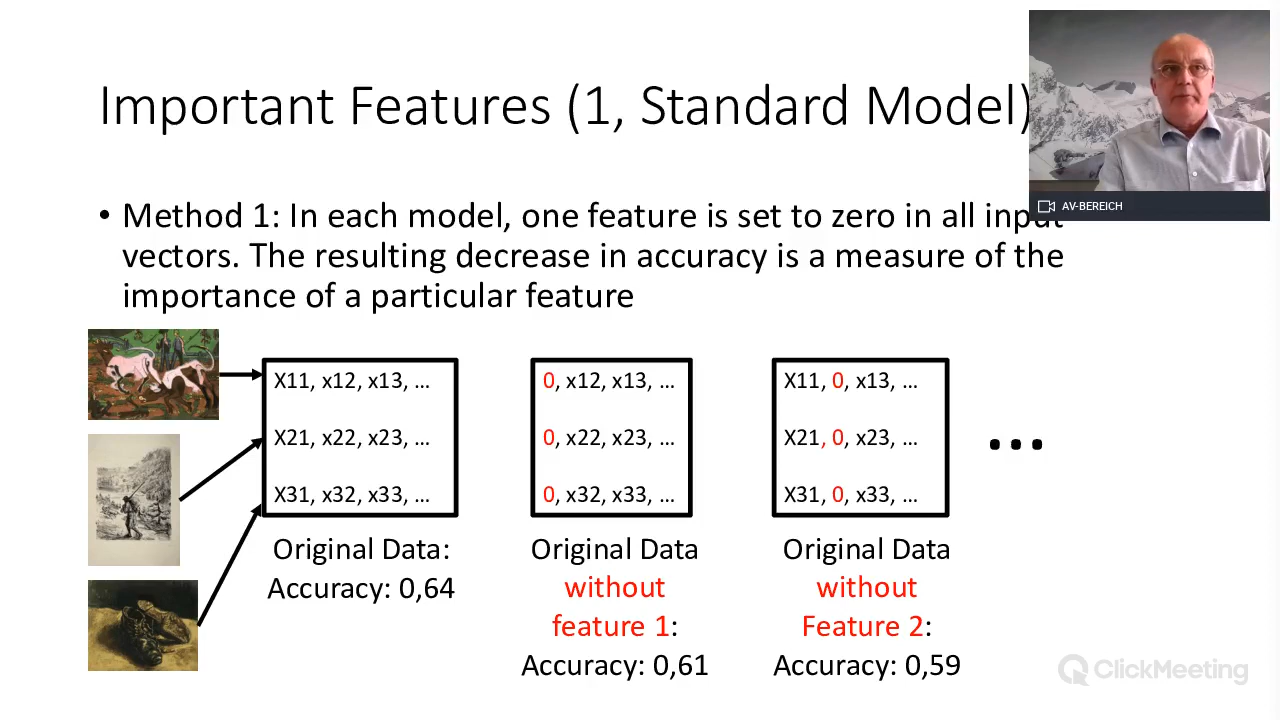 Important Features (1, Standard Model)
AV-BEREICH
• Method 1: In each model, one feature is set to zero in all input
vectors. The resulting decrease in accuracy is a measure of the
importance of a particular feature
X11, x12, x13, ...
X21, x22, x23, ...
X31, x32, x33, ...
Original Data:
Accuracy: 0,64
0, x12, x13, ...
0, x22, x23, ...
0, x32, x33, ...
Original Data
without
feature 1:
Accuracy: 0,61
X11, 0, x13, ...
X21, 0, x23, ...
X31, 0, x33, ...
Original Data
without
Feature 2:
Accuracy: 0,59
...
ClickMeeting